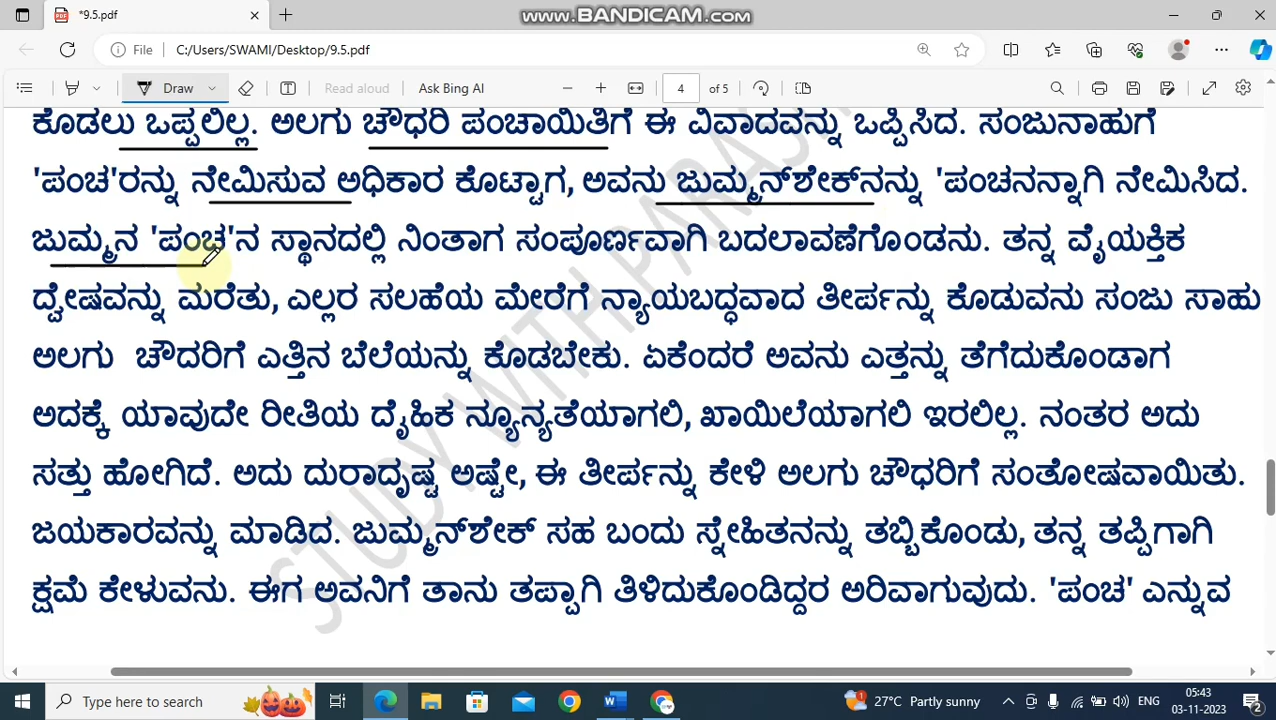 *9.5.pdf
www.BANDICAM.com
File C:/Users/SWAMI/Desktop/9.5.pdf
Draw Read aloud Ask Bing AI 4 of 5
ಕೊಡಲು ಒಪ್ಪಲಿಲ್ಲ. ಅಲಗು ಚೌಧರಿ ಪಂಚಾಯಿತಿಗೆ ಈ ವಿವಾದವನ್ನು ಒಪ್ಪಿಸಿದ. ಸಂಜುನಾಹುಗೆ
'ಪಂಚ'ರನ್ನು ನೇಮಿಸುವ ಅಧಿಕಾರ ಕೊಟ್ಟಾಗ, ಅವನು ಜುಮ್ಮನ್‌ಶೇಕ್‌ನನ್ನು 'ಪಂಚನನ್ನಾಗಿ ನೇಮಿಸಿದ.
ಜುಮ್ಮನ 'ಪಂಚ'ನ ಸ್ಥಾನದಲ್ಲಿ ನಿಂತಾಗ ಸಂಪೂರ್ಣವಾಗಿ ಬದಲಾವಣೆಗೊಂಡನು. ತನ್ನ ವೈಯಕ್ತಿಕ
ದ್ವೇಷವನ್ನು ಮರೆತು, ಎಲ್ಲರ ಸಲಹೆಯ ಮೇರೆಗೆ ನ್ಯಾಯಬದ್ಧವಾದ ತೀರ್ಪನ್ನು ಕೊಡುವನು ಸಂಜು ಸಾಹು
ಅಲಗು ಚೌದರಿಗೆ ಎತ್ತಿನ ಬೆಲೆಯನ್ನು ಕೊಡಬೇಕು. ಏಕೆಂದರೆ ಅವನು ಎತ್ತನ್ನು ತೆಗೆದುಕೊಂಡಾಗ
ಅದಕ್ಕೆ ಯಾವುದೇ ರೀತಿಯ ದೈಹಿಕ ನ್ಯೂನ್ಯತೆಯಾಗಲಿ, ಖಾಯಿಲೆಯಾಗಲಿ ಇರಲಿಲ್ಲ. ನಂತರ ಅದು
ಸತ್ತು ಹೋಗಿದೆ. ಅದು ದುರಾದೃಷ್ಟ ಅಷ್ಟೇ, ಈ ತೀರ್ಪನ್ನು ಕೇಳಿ ಅಲಗು ಚೌಧರಿಗೆ ಸಂತೋಷವಾಯಿತು.
ಜಯಕಾರವನ್ನು ಮಾಡಿದ. ಜುಮ್ಮನ್‌ಶೇಕ್ ಸಹ ಬಂದು ಸ್ನೇಹಿತನನ್ನು ತಬ್ಬಿಕೊಂಡು, ತನ್ನ ತಪ್ಪಿಗಾಗಿ
ಕ್ಷಮೆ ಕೇಳುವನು. ಈಗ ಅವನಿಗೆ ತಾನು ತಪ್ಪಾಗಿ ತಿಳಿದುಕೊಂಡಿದ್ದರ ಅರಿವಾಗುವುದು. 'ಪಂಚ' ಎನ್ನುವ
STUDY WITH PARAS
Type here to search 27°C Partly sunny ENG 05:43
03-11-2023 2